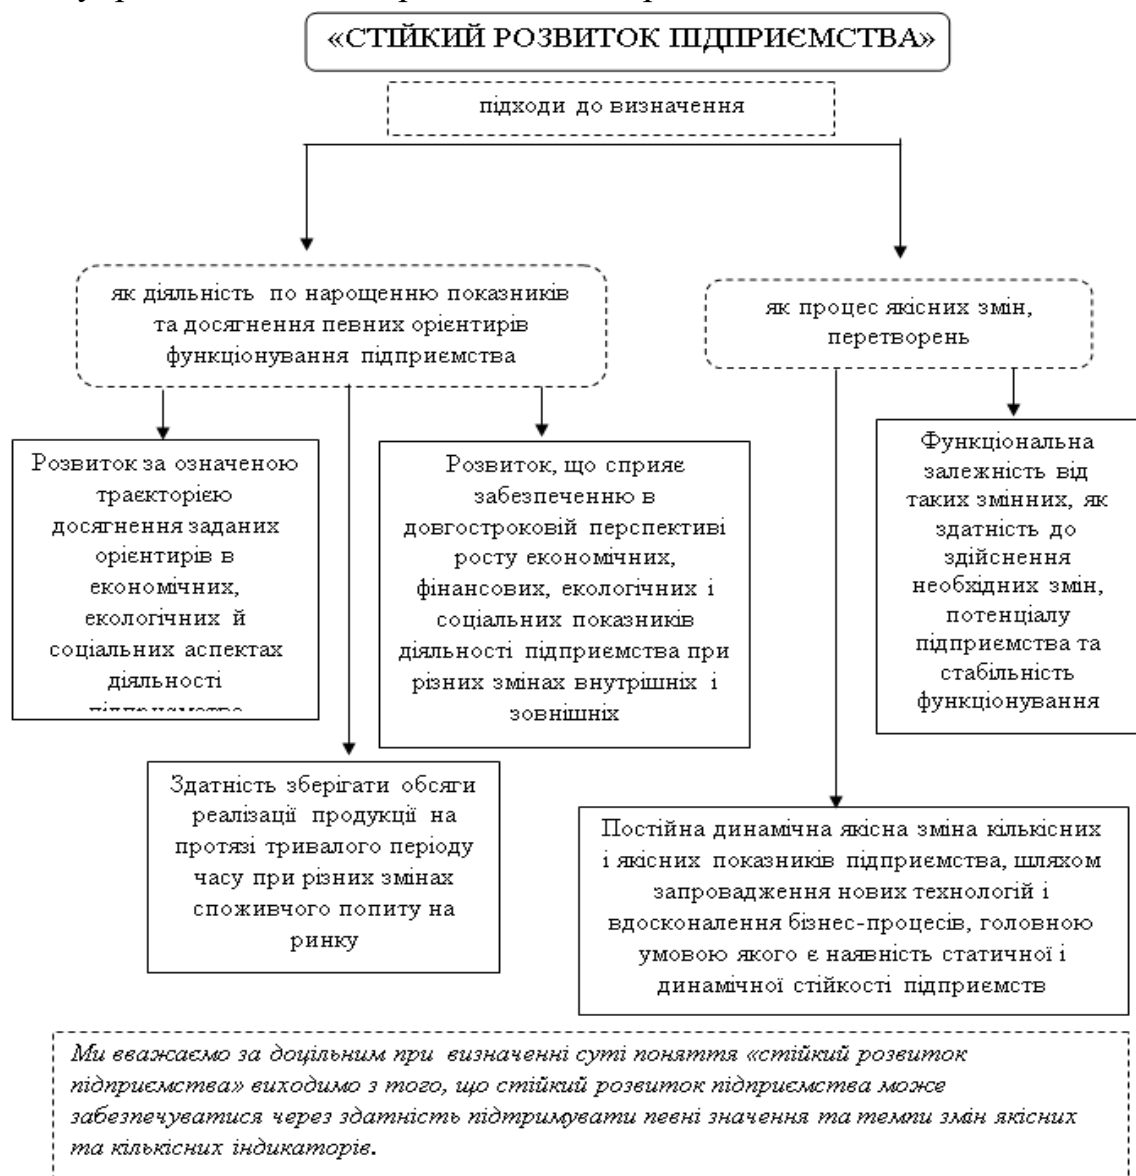 «СТІЙКИЙ РОЗВИТОК ПІДПРИЄМСТВА»
підходи до визначення
як діяльність по нарощенню показників
та досягнення певних орієнтирів
функціонування підприємства
як процес якісних змін,
перетворень
Розвиток за означеною
траєкторією
досягнення заданих
орієнтирів в
економічних,
екологічних й
соціальних аспектах
діяльності
Розвиток, що сприяє
забезпеченню в
довгостроковій перспективі
росту економічних,
фінансових, екологічних і
соціальних показників
діяльності підприємства при
різних змінах внутрішніх і
зовнішніх
Функціональна
залежність від
таких змінних, як
здатність до
здійснення
необхідних змін,
потенціалу
підприємства та
стабільність
функціонування
Здатність зберігати обсяги
реалізації продукції на
протязі тривалого періоду
часу при різних змінах
споживчого попиту на
ринку
Постійна динамічна якісна зміна кількісних
і якісних показників підприємства, шляхом
запровадження нових технологій і
вдосконалення бізнес-процесів, головною
умовою якого є наявність статичної і
динамічної стійкості підприємств
Ми вважаємо за доцільним при визначенні суті поняття «стійкий розвиток
підприємства» виходимо з того, що стійкий розвиток підприємства може
забезпечуватися через здатність підтримувати певні значення та темпи змін якісних
та кількісних індикаторів.